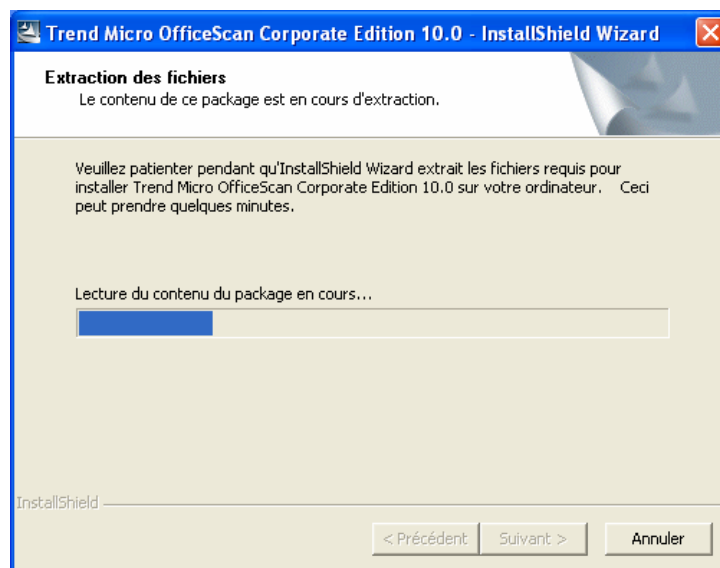 Trend Micro OfficeScan Corporate Edition 10.0 - InstallShield Wizard
Extraction des fichiers
Le contenu de ce package est en cours d'extraction.
Veuillez patienter pendant qu'InstallShield Wizard extrait les fichiers requis pour
installer Trend Micro OfficeScan Corporate Edition 10.0 sur votre ordinateur. Ceci
peut prendre quelques minutes.
Lecture du contenu du package en cours...
InstallShield
< Précédent Suivant > Annuler